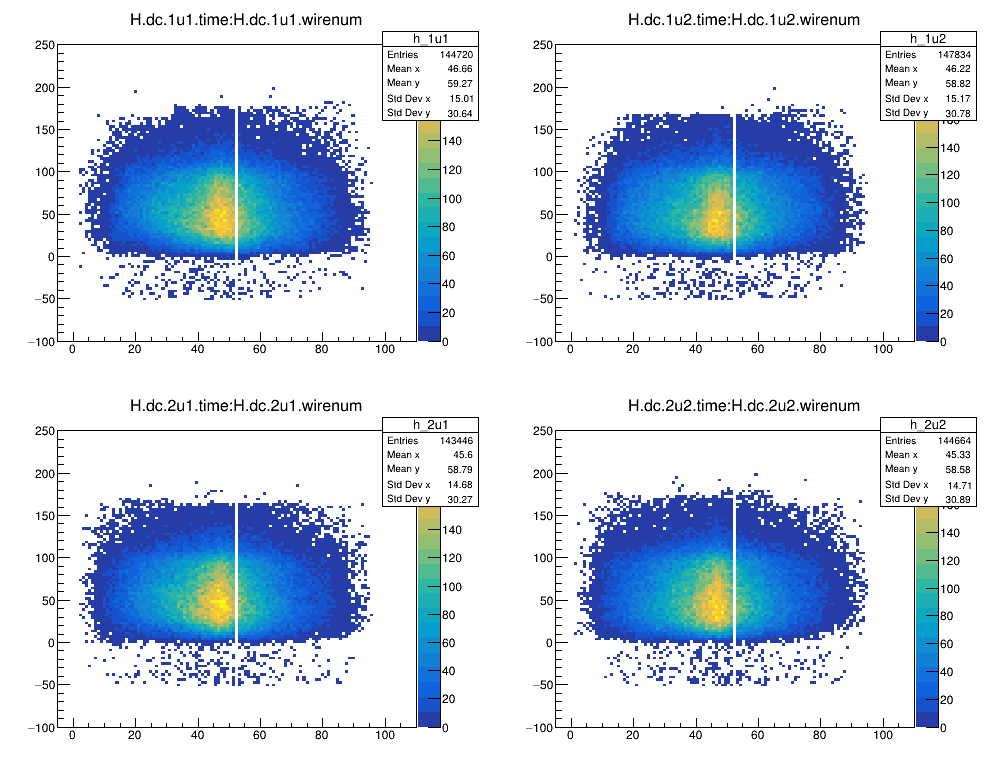 H.dc.1u1.time:H.dc.1u1.wirenum
h_1u1
Entries 144720
Mean x 46.66
Mean y 59.27
Std Dev x 15.01
Std Dev y 30.64
250
200
150
100
50
0
−50
−100
0 20 40 60 80 100
140
120
100
80
60
40
20
0
H.dc.1u2.time:H.dc.1u2.wirenum
h_1u2
Entries 147834
Mean x 46.22
Mean y 58.82
Std Dev x 15.17
Std Dev y 30.78
250
200
150
100
50
0
−50
−100
0 20 40 60 80 100
160
140
120
100
80
60
40
20
0
H.dc.2u1.time:H.dc.2u1.wirenum
h_2u1
Entries 143446
Mean x 45.6
Mean y 58.79
Std Dev x 14.68
Std Dev y 30.27
250
200
150
100
50
0
−50
−100
0 20 40 60 80 100
140
120
100
80
60
40
20
0
H.dc.2u2.time:H.dc.2u2.wirenum
h_2u2
Entries 144664
Mean x 45.33
Mean y 58.58
Std Dev x 14.71
Std Dev y 30.89
250
200
150
100
50
0
−50
−100
0 20 40 60 80 100
140
120
100
80
60
40
20
0